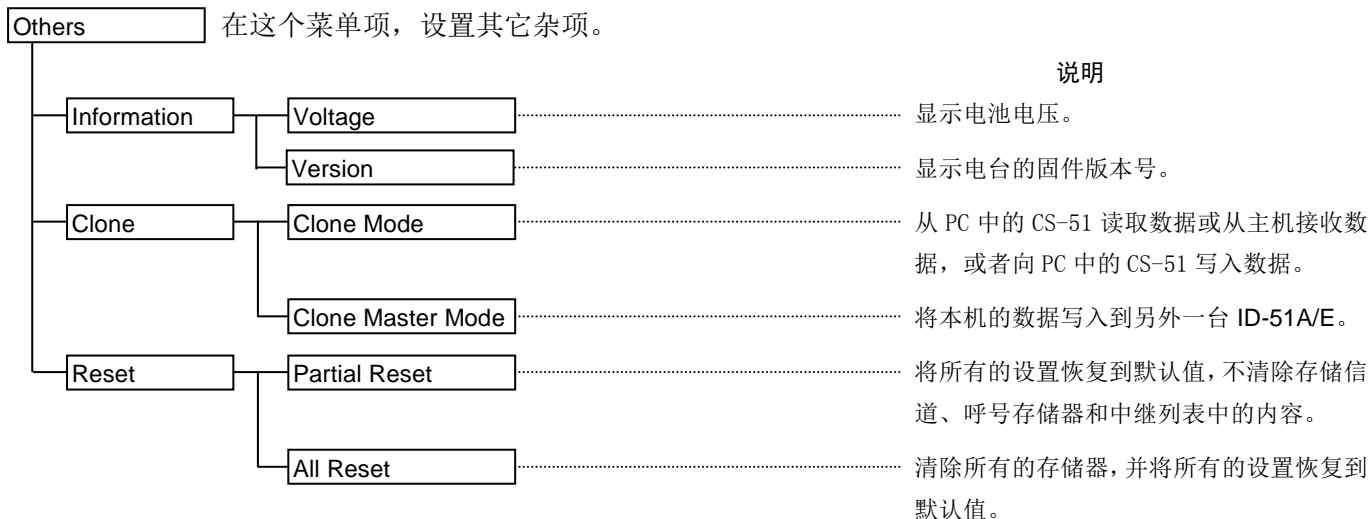 Others 在这个菜单项，设置其它杂项。
说明
Information Voltage 显示电池电压。
Version 显示电台的固件版本号。
Clone Clone Mode 从 PC 中的 CS-51 读取数据或从主机接收数
据，或者向 PC 中的 CS-51 写入数据。
Clone Master Mode 将本机的数据写入到另外一台 ID-51A/E。
Reset Partial Reset 将所有的设置恢复到默认值，不清除存储信
道、呼号存储器和中继列表中的内容。
All Reset 清除所有的存储器，并将所有的设置恢复到
默认值。